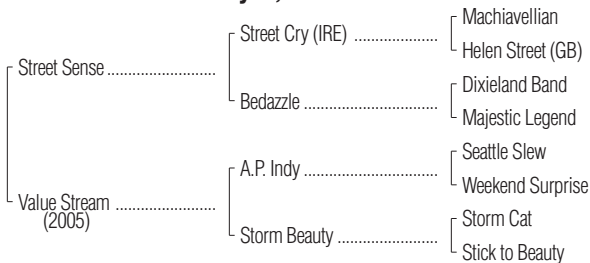 Machiavellian
Street Cry (IRE) ....................
Helen Street (GB)
Street Sense ..........................
Dixieland Band
Bedazzle ................................
Majestic Legend
Seattle Slew
A.P. Indy ................................
Weekend Surprise
Value Stream ........................
(2005)
Storm Cat
Storm Beauty ........................
Stick to Beauty